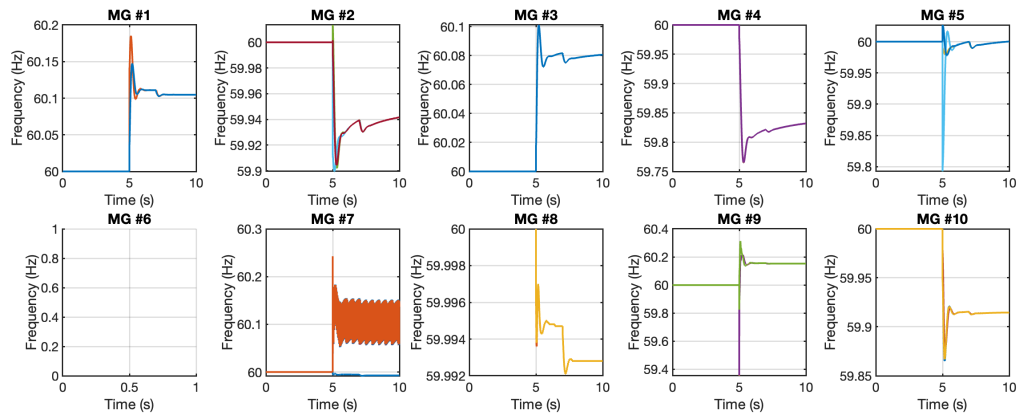 MG #1
MG #2
MG #3
MG #4
MG #5
Frequency (Hz)
60.2
60.15
60.1
60.05
60
0
5
10
Time (s)
Frequency (Hz)
60
59.98
59.96
59.94
59.92
59.9
0
5
10
Time (s)
Frequency (Hz)
60.1
60.08
60.06
60.04
60.02
60
0
5
10
Time (s)
Frequency (Hz)
60
59.95
59.9
59.85
59.8
59.75
0
5
10
Time (s)
Frequency (Hz)
60
59.95
59.9
59.85
59.8
0
5
10
Time (s)
MG #6
MG #7
MG #8
MG #9
MG #10
Frequency (Hz)
1
0.8
0.6
0.4
0.2
0
0
0.5
1
Time (s)
Frequency (Hz)
60.3
60.2
60.1
60
0
5
10
Time (s)
Frequency (Hz)
60
59.998
59.996
59.994
59.992
0
5
10
Time (s)
Frequency (Hz)
60.4
60.2
60
59.8
59.6
59.4
0
5
10
Time (s)
Frequency (Hz)
60
59.95
59.9
59.85
0
5
10
Time (s)